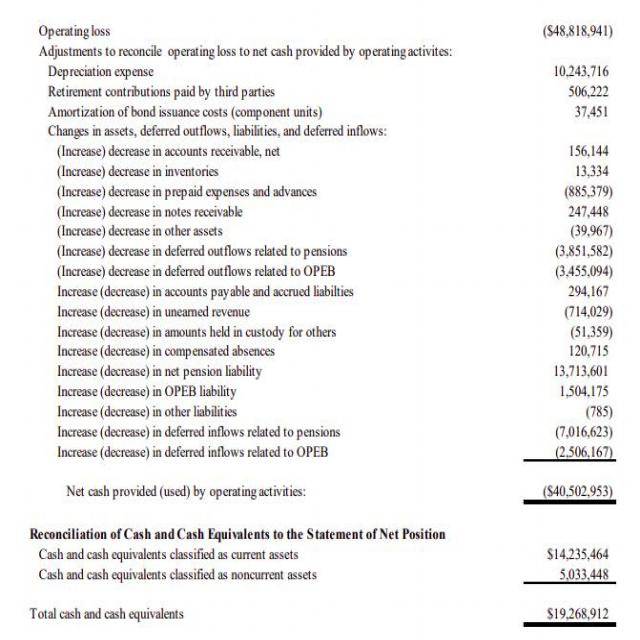 Operating loss ($48,818,941)
Adjustments to reconcile operating loss to net cash provided by operating activites:
Depreciation expense 10,243,716
Retirement contributions paid by third parties 506,222
Amortization of bond issuance costs (component units) 37,451
Changes in assets, deferred outflows, liabilities, and deferred inflows:
(Increase) decrease in accounts receivable, net 156,144
(Increase) decrease in inventories 13,334
(Increase) decrease in prepaid expenses and advances (885,379)
(Increase) decrease in notes receivable 247,448
(Increase) decrease in other assets (39,967)
(Increase) decrease in deferred outflows related to pensions (3,851,582)
(Increase) decrease in deferred outflows related to OPEB (3,455,094)
Increase (decrease) in accounts payable and accrued liabilties 294,167
Increase (decrease) in unearned revenue (714,029)
Increase (decrease) in amounts held in custody for others (51,359)
Increase (decrease) in compensated absences 120,715
Increase (decrease) in net pension liability 13,713,601
Increase (decrease) in OPEB liability 1,504,175
Increase (decrease) in other liabilities (785)
Increase (decrease) in deferred inflows related to pensions (7,016,623)
Increase (decrease) in deferred inflows related to OPEB (2,506,167)
Net cash provided (used) by operating activities: ($40,502,953)
Reconciliation of Cash and Cash Equivalents to the Statement of Net Position
Cash and cash equivalents classified as current assets $14,235,464
Cash and cash equivalents classified as noncurrent assets 5,033,448
Total cash and cash equivalents $19,268,912